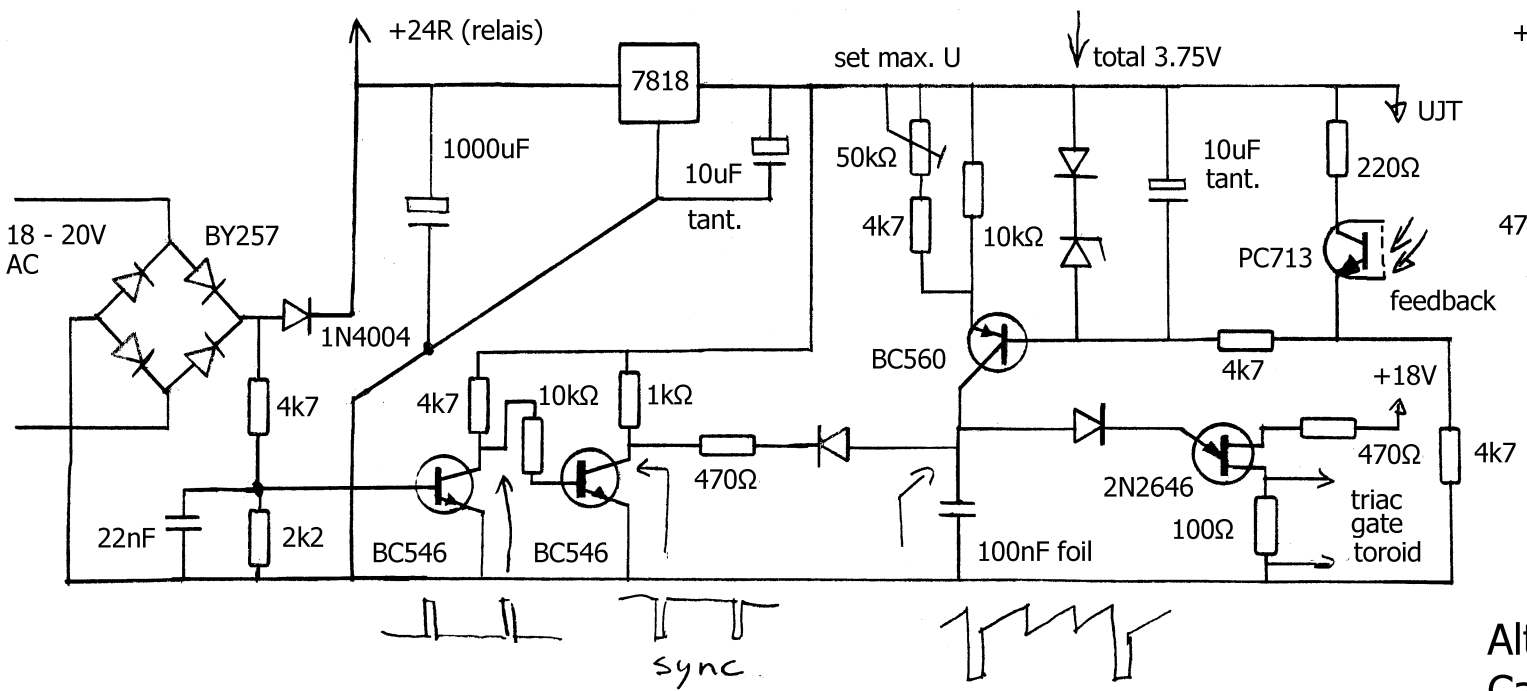 +24R (relais)
7818
set max. U
total 3.75V
+
UJT
1000uF
10uF
tant.
50kΩ
4k7
10kΩ
10uF
tant.
220Ω
PC713
feedback
47
18 - 20V
AC
BY257
1N4004
BC560
4k7
+18V
4k7
4k7
10kΩ
1kΩ
470Ω
2N2646
470Ω
4k7
22nF
2k2
BC546
BC546
100nF foil
100Ω
triac
gate
toroid
sync
Alt
Ca